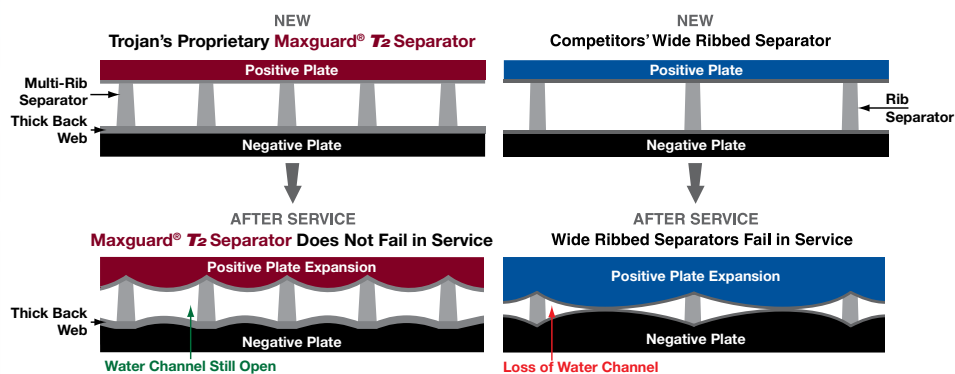 NEW
Trojan's Proprietary Maxguard® T2 Separator
Positive Plate
Multi-Rib
Separator
Thick Back
Web
Negative Plate
AFTER SERVICE
Maxguard® T2 Separator Does Not Fail in Service
Positive Plate Expansion
Thick Back
Web
Negative Plate
Water Channel Still Open
NEW
Competitors' Wide Ribbed Separator
Positive Plate
Rib
Separator
Negative Plate
AFTER SERVICE
Wide Ribbed Separators Fail in Service
Positive Plate Expansion
Negative Plate
Loss of Water Channel